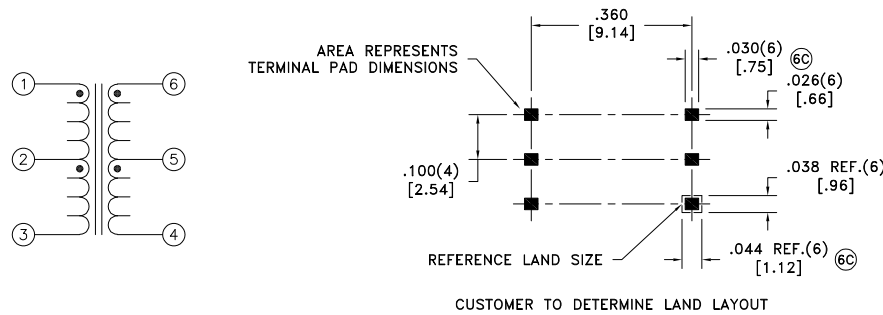 .360
[9.14]
AREA REPRESENTS
TERMINAL PAD DIMENSIONS
.030(6) 6C
[.75]
.026(6)
[.66]
1
6
2
5
3
4
.100(4)
[2.54]
.038 REF.(6)
[.96]
REFERENCE LAND SIZE
.044 REF.(6) 6C
[1.12]
CUSTOMER TO DETERMINE LAND LAYOUT